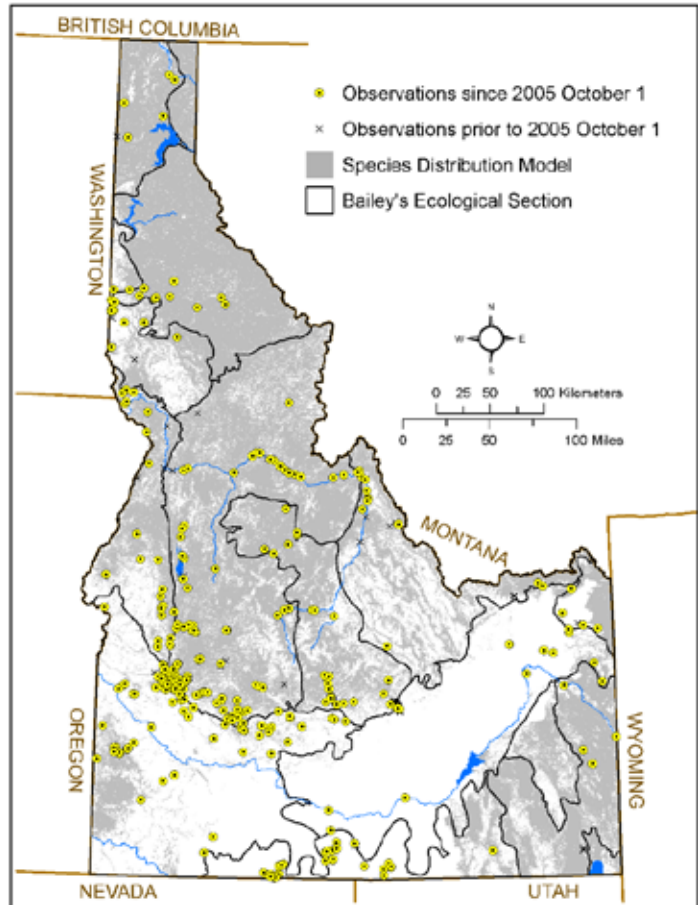 BRITISH COLUMBIA
Observations since 2005 October 1
Observations prior to 2005 October 1
Species Distribution Model
Bailey's Ecological Section
WASHINGTON
N
W E
S
0 25 50 100 Kilometers
0 25 50 100 Miles
MONTANA
OREGON
WYOMING
NEVADA
UTAH